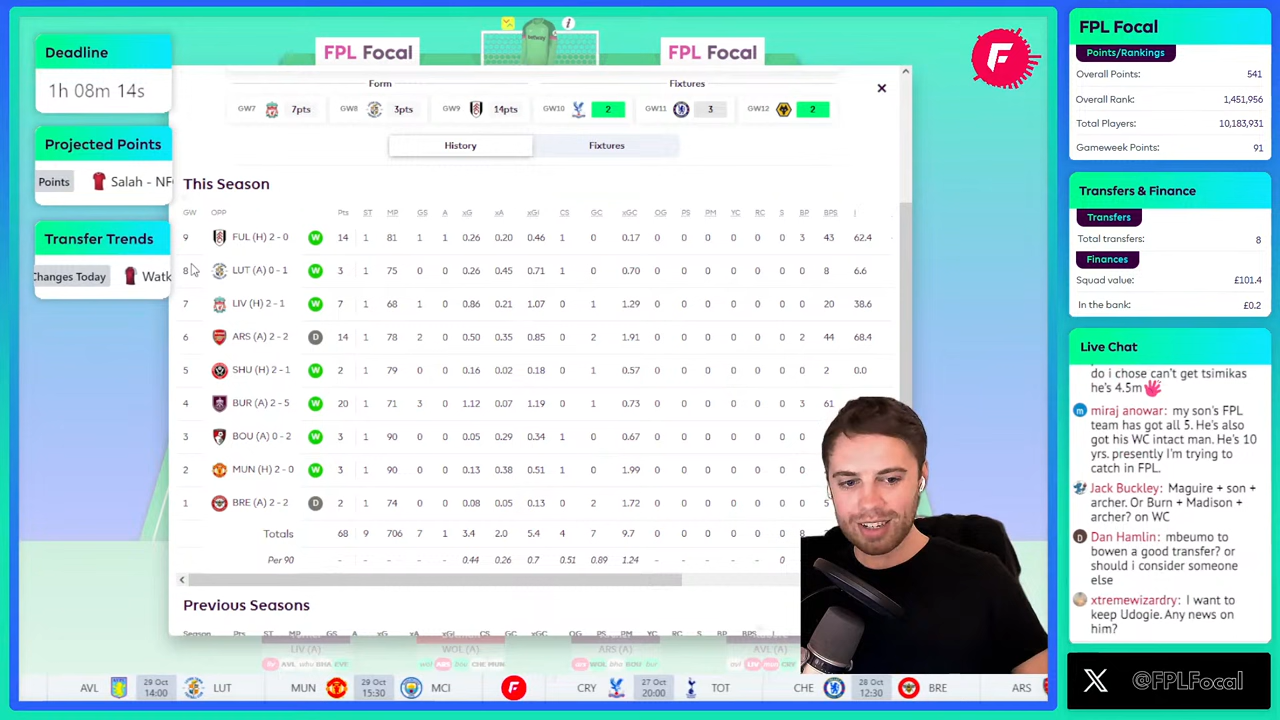 Deadline
1h 08m 14s
Projected Points
Points Salah - NF
Transfer Trends
Changes Today Watk
FPL Focal
FPL Focal
betway
Form
Fixtures
GW7 7pts GW8 3pts GW9 14pts GW10 2 GW11 3 GW12 2
History Fixtures
This Season
GW OPP Pts ST MP GS A xG xA xGI CS GC xGC OG PS PM YC RC S BP BPS I
9 FUL (H) 2 - 0 W 14 1 81 1 1 0.26 0.20 0.46 1 0 0.17 0 0 0 0 0 0 3 43 62.4
8 LUT (A) 0 - 1 W 3 1 75 0 0 0.26 0.45 0.71 1 0 0.70 0 0 0 0 0 0 0 8 6.6
7 LIV (H) 2 - 1 W 7 1 68 1 0 0.86 0.21 1.07 0 1 1.29 0 0 0 0 0 0 0 20 38.6
6 ARS (A) 2 - 2 D 14 1 78 2 0 0.50 0.35 0.85 0 2 1.91 0 0 0 0 0 0 2 44 68.4
5 SHU (H) 2 - 1 W 2 1 79 0 0 0.16 0.02 0.18 0 1 0.57 0 0 0 0 0 0 0 2 0.0
4 BUR (A) 2 - 5 W 20 1 71 3 0 1.12 0.07 1.19 0 1 0.73 0 0 0 0 0 0 3 61
3 BOU (A) 0 - 2 W 3 1 90 0 0 0.05 0.29 0.34 1 0 0.67 0 0 0 0 0 0
2 MUN (H) 2 - 0 W 3 1 90 0 0 0.13 0.38 0.51 1 0 1.99 0 0 0 0 0 0
1 BRE (A) 2 - 2 D 2 1 74 0 0 0.08 0.05 0.13 0 2 1.72 0 0 0 0 0 0 0 5
Totals 68 9 706 7 1 3.4 2.0 5.4 4 7 9.7 0 0 0 0 0 0 8
Per 90 - - - - - 0.44 0.26 0.7 0.51 0.89 1.24 - - - - - 0
Previous Seasons
Season Pts ST MP GS A xG xA xGI CS GC xGC OG PS PM YC RC S BP BPS I
LIV (A) WOL (A) ARS (A) AVL (A)
AVL 29 Oct 14:00 LUT MUN 29 Oct 15:30 MCI CRY 27 Oct 20:00 TOT CHE 28 Oct 12:30 BRE ARS
FPL Focal
Points/Rankings
Overall Points: 541
Overall Rank: 1,451,956
Total Players: 10,183,931
Gameweek Points: 91
Transfers & Finance
Transfers
Total transfers: 8
Finances
Squad value: £101.4
In the bank: £0.2
Live Chat
do i chose can't get tsimikas
he's 4.5m
miraj anowar: my son's FPL
team has got all 5. He's also
got his WC intact man. He's 10
yrs. presently I'm trying to
catch in FPL.
Jack Buckley: Maguire + son +
archer. Or Burn + Madison +
archer? on WC
Dan Hamlin: mbeumo to
bowen a good transfer? or
should i consider someone
else
xtremewizardry: I want to
keep Udogie. Any news on
him?
X @FPLFocal